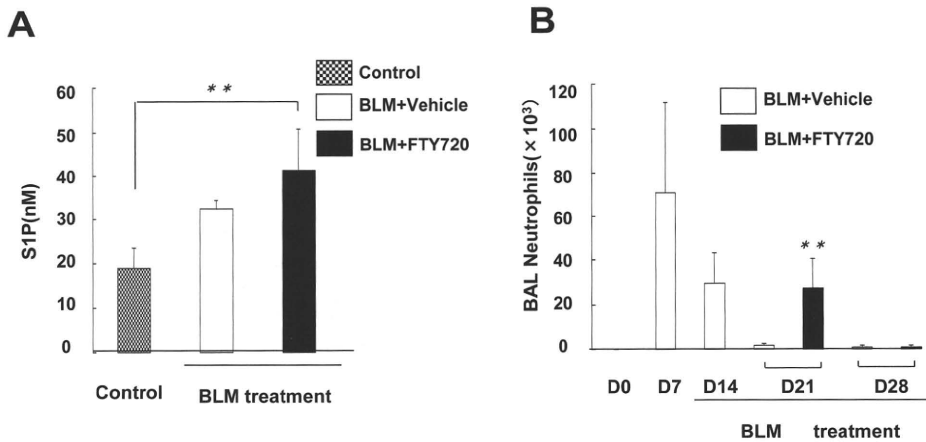 A
Control
BLM+Vehicle
BLM+FTY720
**
60
50
40
30
20
10
0
S1P(nM)
Control
BLM treatment
B
BLM+Vehicle
BLM+FTY720
120
100
80
60
40
20
0
BAL Neutrophils(×10³)
**
D0 D7 D14 D21 D28
BLM treatment